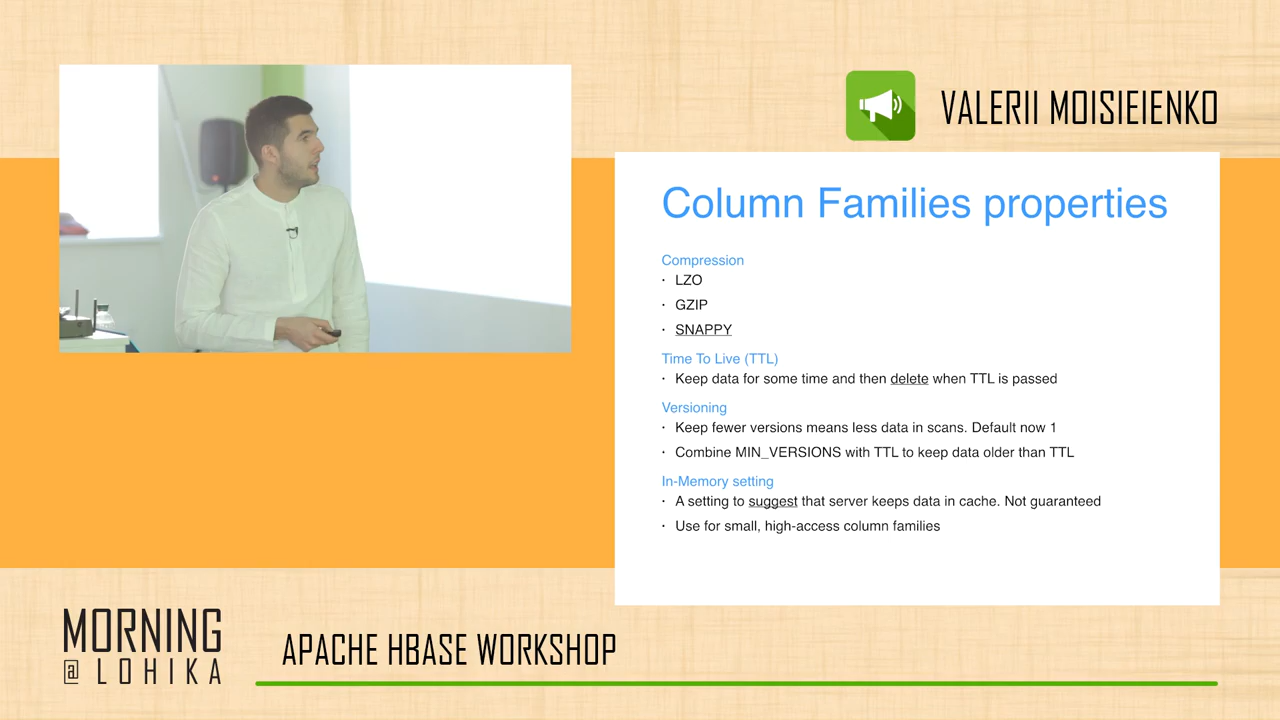 VALERII MOISIEIENKO
Column Families properties
Compression
· LZO
· GZIP
· SNAPPY
Time To Live (TTL)
· Keep data for some time and then delete when TTL is passed
Versioning
· Keep fewer versions means less data in scans. Default now 1
· Combine MIN_VERSIONS with TTL to keep data older than TTL
In-Memory setting
· A setting to suggest that server keeps data in cache. Not guaranteed
· Use for small, high-access column families
MORNING
@ LOHIKA
APACHE HBASE WORKSHOP